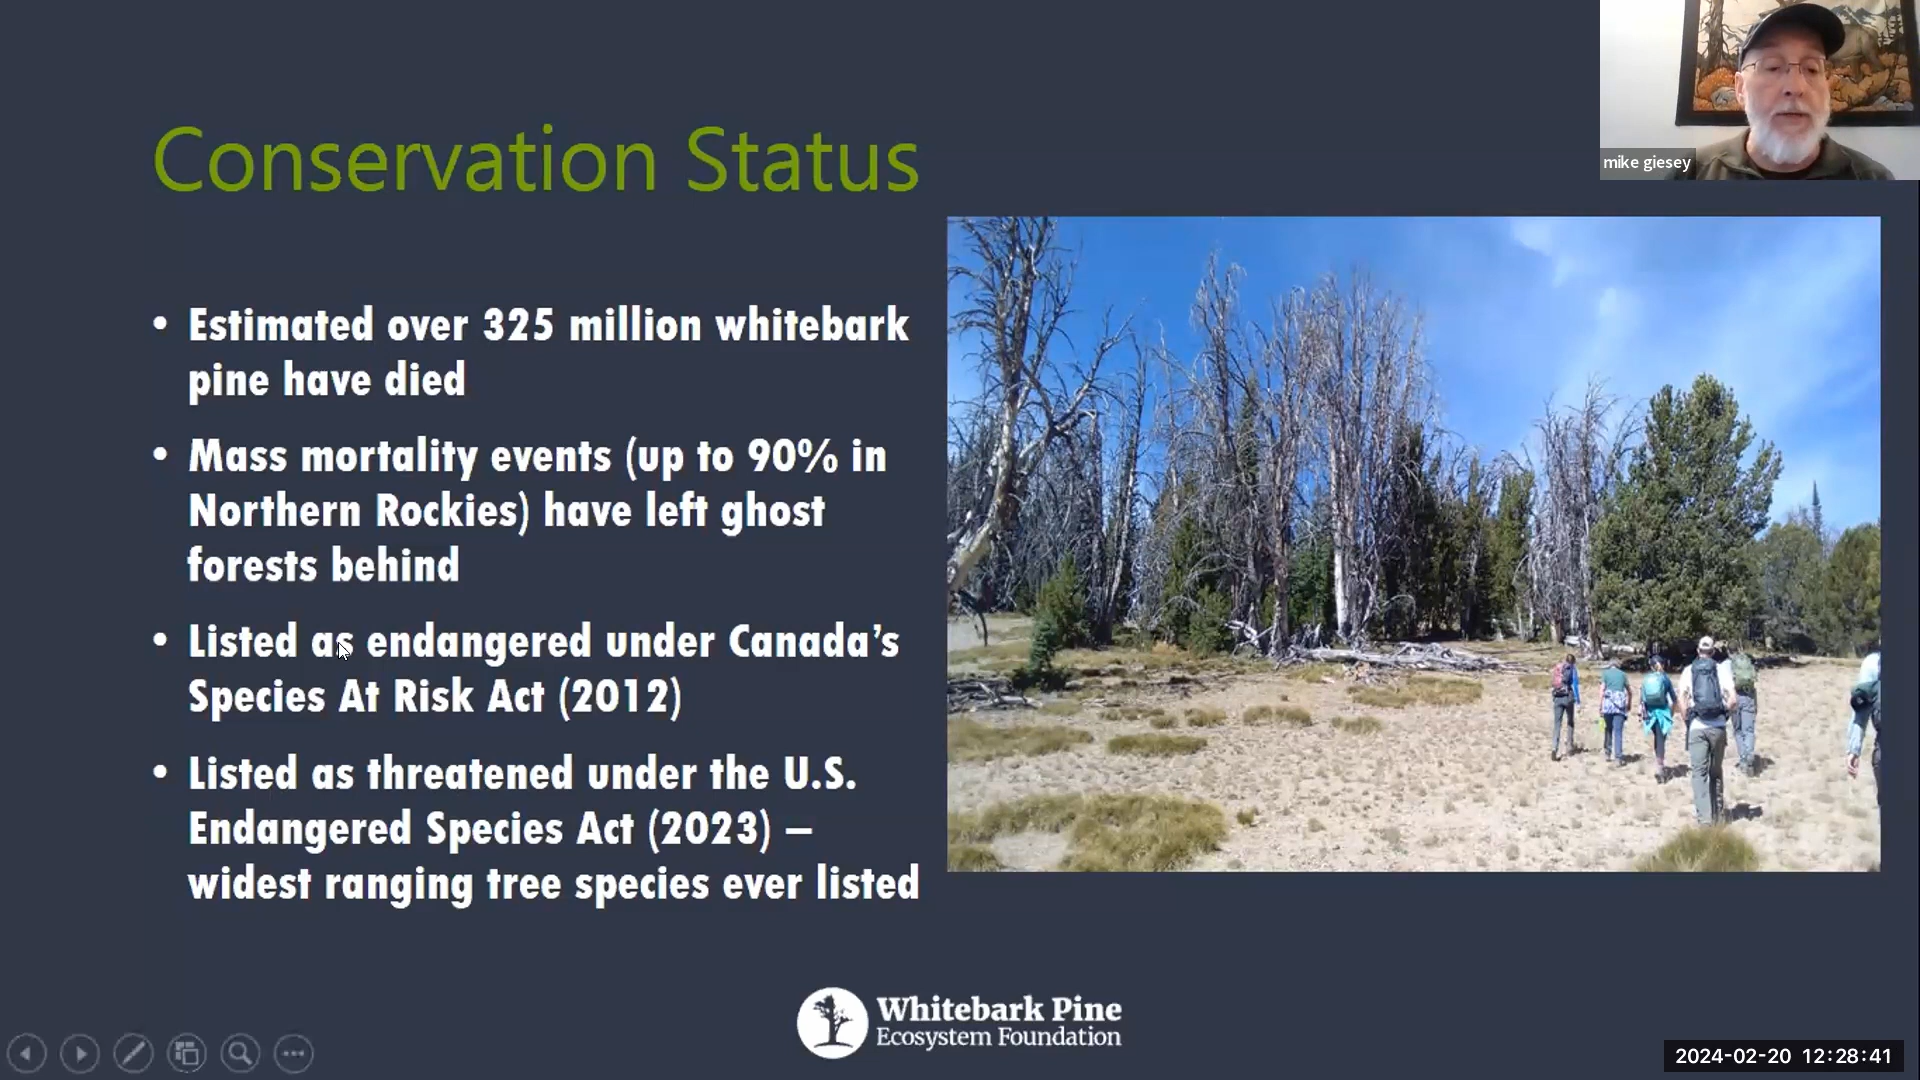 mike giesey
Conservation Status
• Estimated over 325 million whitebark
pine have died
• Mass mortality events (up to 90% in
Northern Rockies) have left ghost
forests behind
• Listed as endangered under Canada’s
Species At Risk Act (2012)
• Listed as threatened under the U.S.
Endangered Species Act (2023) –
widest ranging tree species ever listed
Whitebark Pine
Ecosystem Foundation
2024-02-20 12:28:41